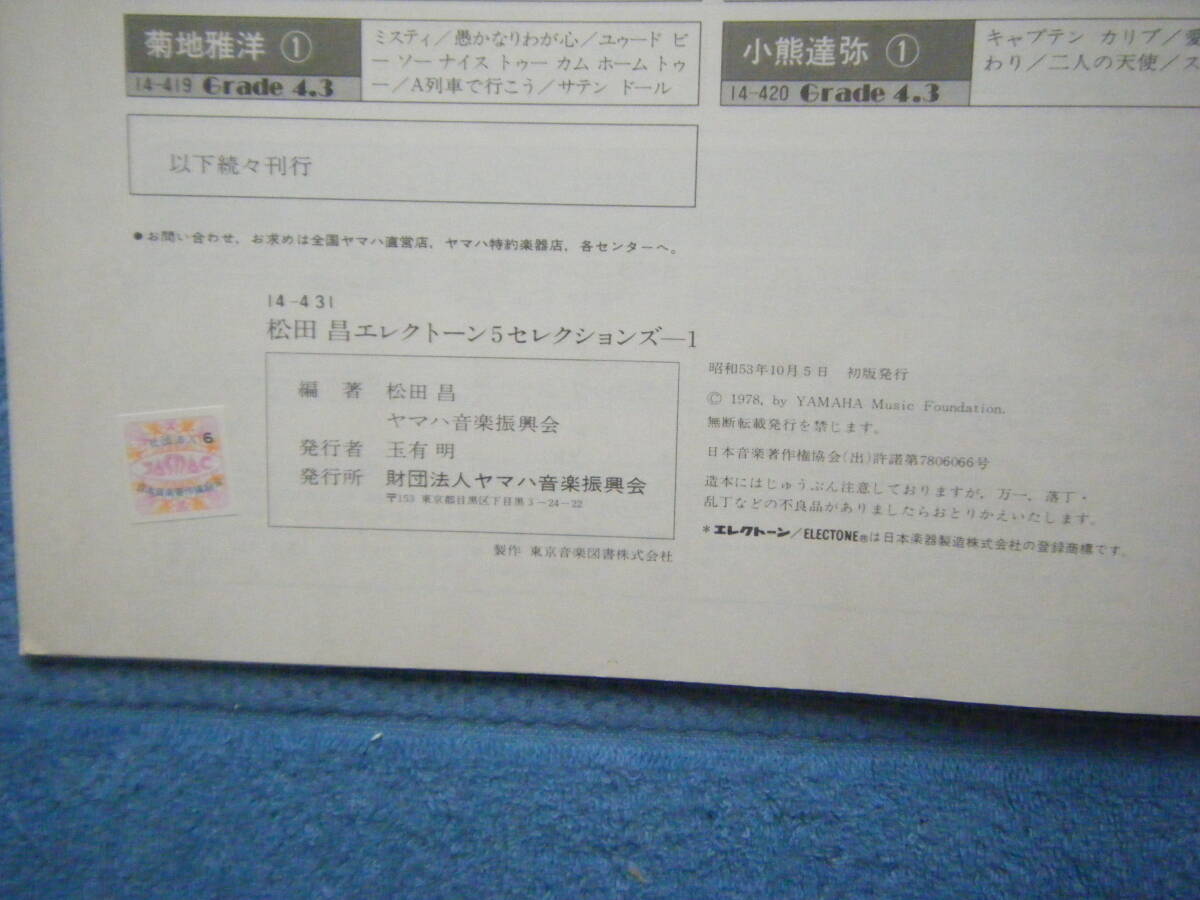 菊地雅洋 ①
14-419 Grade 4.3
ミスティ／愚かなりわが心／ユゥード ビ
ー ソー ナイス トゥー カム ホーム トゥ
ー／A列車で行こう／サテン ドール
小熊達弥 ①
14-420 Grade 4.3
キャプテン カリブ／愛
わり／二人の天使／ス
以下続々刊行
●お問い合わせ，お求めは全国ヤマハ直営店，ヤマハ特約楽器店，各センターへ。
14-431
松田 昌エレクトーン5セレクションズ—1
編 著 松田 昌
ヤマハ音楽振興会
発行者 玉有 明
発行所 財団法人ヤマハ音楽振興会
〒153 東京都目黒区下目黒3-24-22
製作 東京音楽図書株式会社
昭和53年10月5日 初版発行
© 1978, by YAMAHA Music Foundation.
無断転載発行を禁じます。
日本音楽著作権協会(出)許諾第7806066号
造本にはじゅうぶん注意しておりますが，万一，落丁・
乱丁などの不良品がありましたらおとりかえいたします。
*エレクトーン/ELECTONE®は日本楽器製造株式会社の登録商標です。
社団法人 6
JASRAC
日本音楽著作権協会